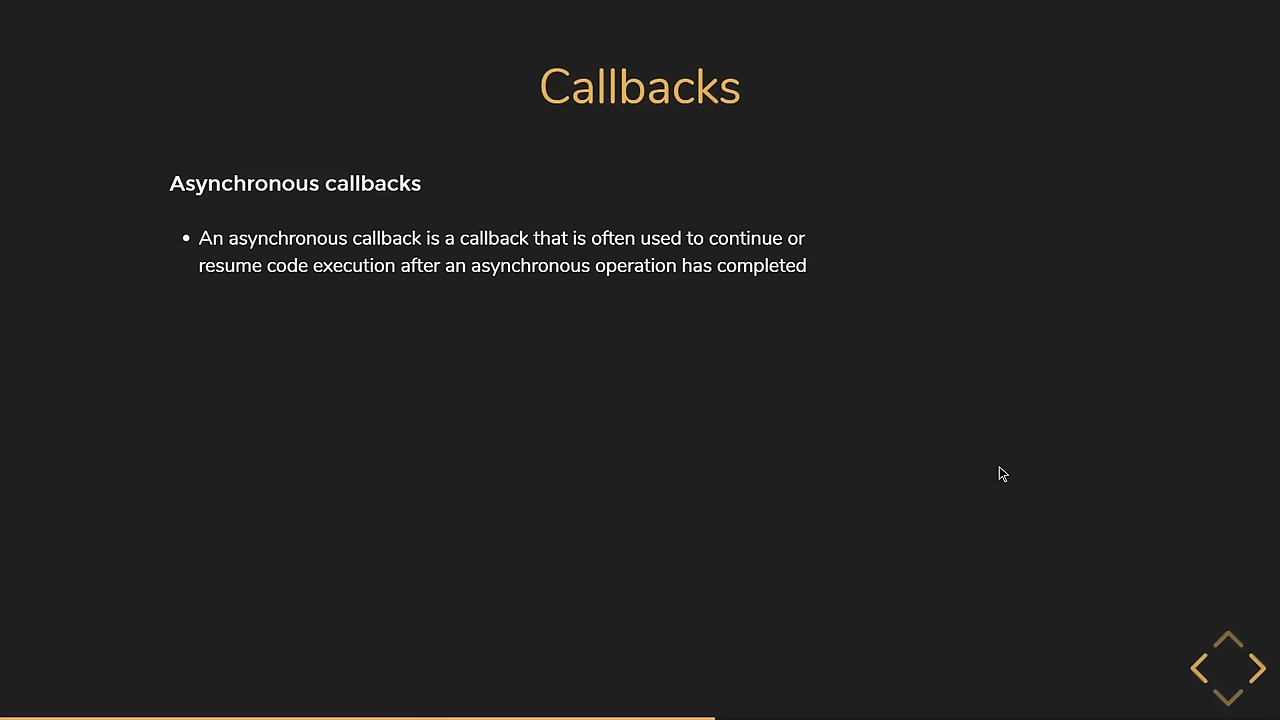 Callbacks
Asynchronous callbacks
• An asynchronous callback is a callback that is often used to continue or
resume code execution after an asynchronous operation has completed